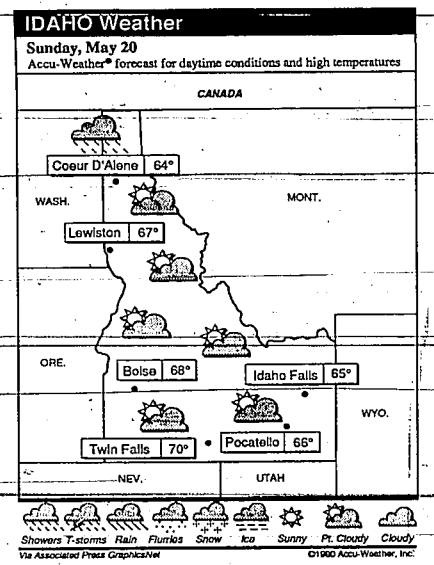 IDAHO Weather
Sunday, May 20
Accu-Weather® forecast for daytime conditions and high temperatures
CANADA
Coeur D'Alene 64°
WASH.
MONT.
Lewiston 67°
ORE.
Boise 68°
Idaho Falls 65°
WYO.
Twin Falls 70°
Pocatello 66°
NEV.
UTAH
Showers T-storms Rain Flurries Snow Ice Sunny Pt. Cloudy Cloudy
Via Associated Press GraphicsNet
©1990 Accu-Weather, Inc.